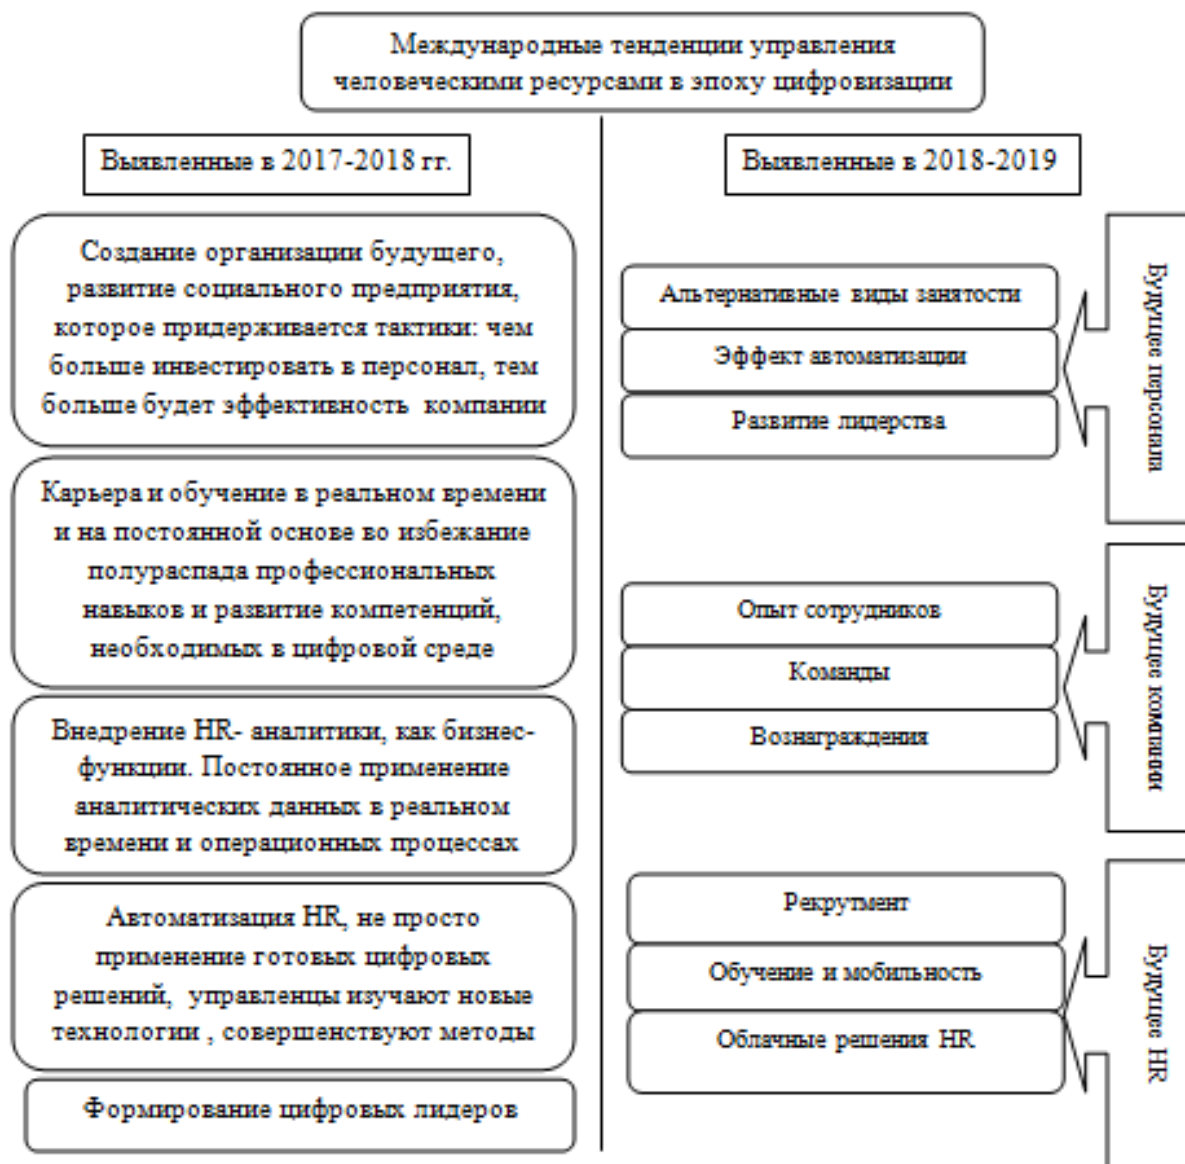 Международные тенденции управления
человеческими ресурсами в эпоху цифровизации
Выявленные в 2017-2018 гг.
Создание организации будущего,
развитие социального предприятия,
которое придерживается тактики: чем
больше инвестировать в персонал, тем
больше будет эффективность компании
Карьера и обучение в реальном времени
и на постоянной основе во избежание
полураспада профессиональных
навыков и развитие компетенций,
необходимых в цифровой среде
Внедрение HR- аналитики, как бизнес-
функции. Постоянное применение
аналитических данных в реальном
времени и операционных процессах
Автоматизация HR, не просто
применение готовых цифровых
решений, управленцы изучают новые
технологии , совершенствуют методы
Формирование цифровых лидеров
Выявленные в 2018-2019
Альтернативные виды занятости
Эффект автоматизации
Развитие лидерства
Будущее персонала
Опыт сотрудников
Команды
Вознаграждения
Будущее компании
Рекрутмент
Обучение и мобильность
Облачные решения HR
Будущее HR